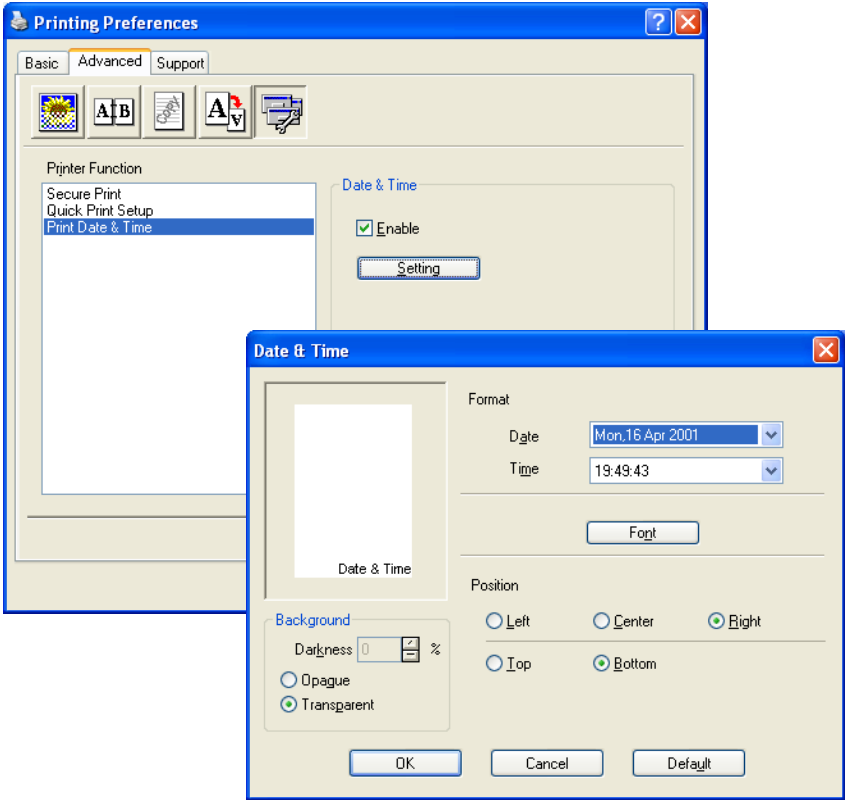 Printing Preferences
Basic
Advanced
Support
A B
Copy
A A
Printer Function
Secure Print
Quick Print Setup
Print Date & Time
Date & Time
Enable
Setting
Date & Time
Date & Time
Format
Date
Mon,16 Apr 2001
Time
19:49:43
Font
Position
Left
Center
Right
Top
Bottom
Background
Darkness 0 %
Opague
Transparent
OK
Cancel
Default